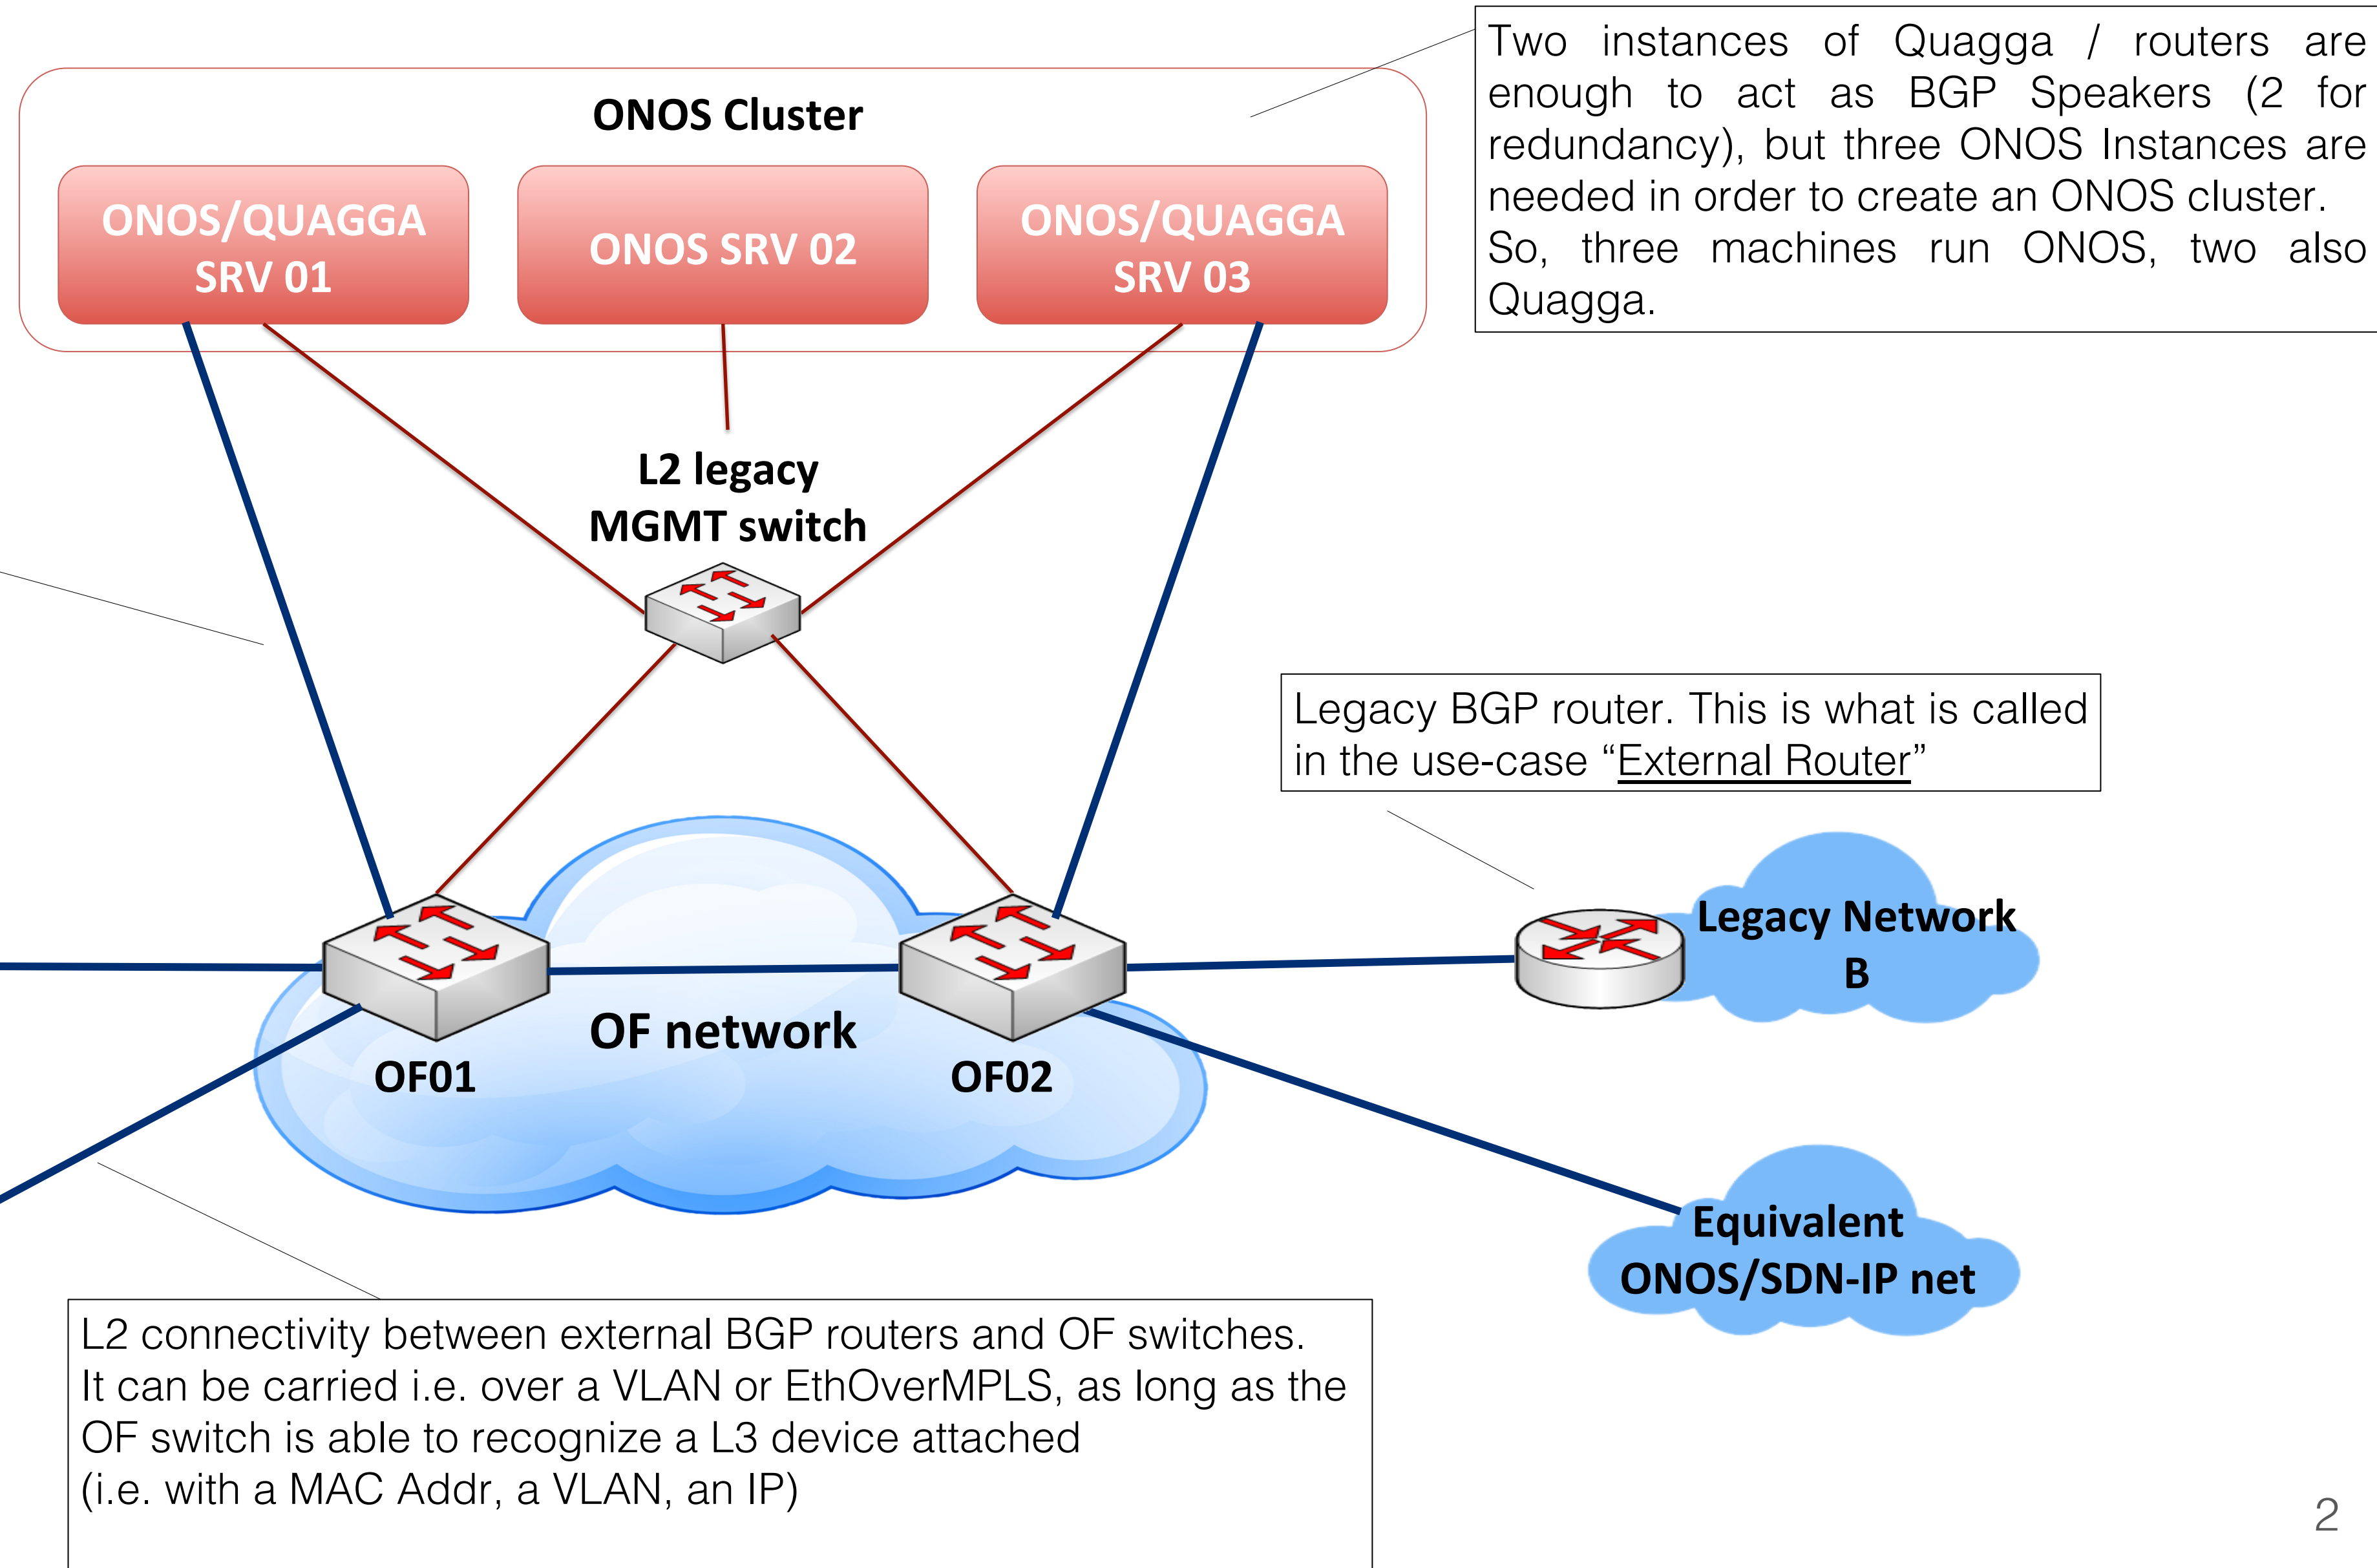 Two instances of Quagga / routers are
enough to act as BGP Speakers (2 for
redundancy), but three ONOS Instances are
needed in order to create an ONOS cluster.
So, three machines run ONOS, two also
Quagga.
ONOS Cluster
ONOS/QUAGGA
SRV 01
ONOS SRV 02
ONOS/QUAGGA
SRV 03
L2 legacy
MGMT switch
Legacy BGP router. This is what is called
in the use-case “External Router”
Legacy Network
B
OF network
OF01
OF02
Equivalent
ONOS/SDN-IP net
L2 connectivity between external BGP routers and OF switches.
It can be carried i.e. over a VLAN or EthOverMPLS, as long as the
OF switch is able to recognize a L3 device attached
(i.e. with a MAC Addr, a VLAN, an IP)
2